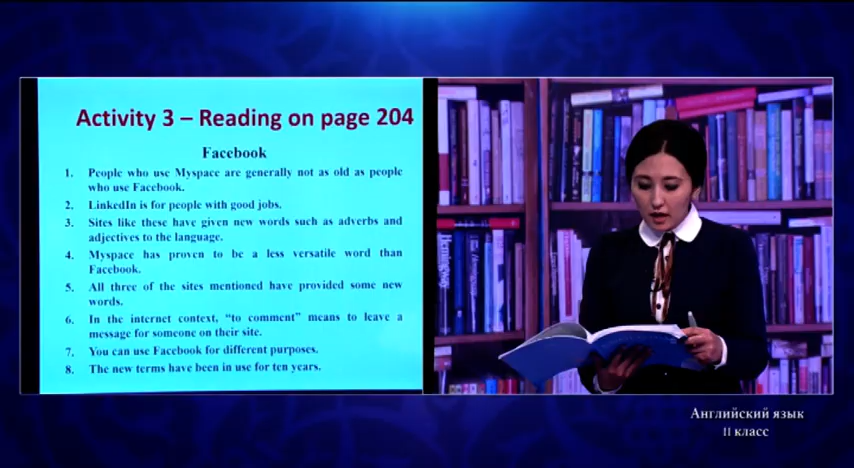 Activity 3 – Reading on page 204
Facebook
1. People who use Myspace are generally not as old as people
who use Facebook.
2. LinkedIn is for people with good jobs.
3. Sites like these have given new words such as adverbs and
adjectives to the language.
4. Myspace has proven to be a less versatile word than
Facebook.
5. All three of the sites mentioned have provided some new
words.
6. In the internet context, “to comment” means to leave a
message for someone on their site.
7. You can use Facebook for different purposes.
8. The new terms have been in use for ten years.
Hemingway
Английский язык
II класс